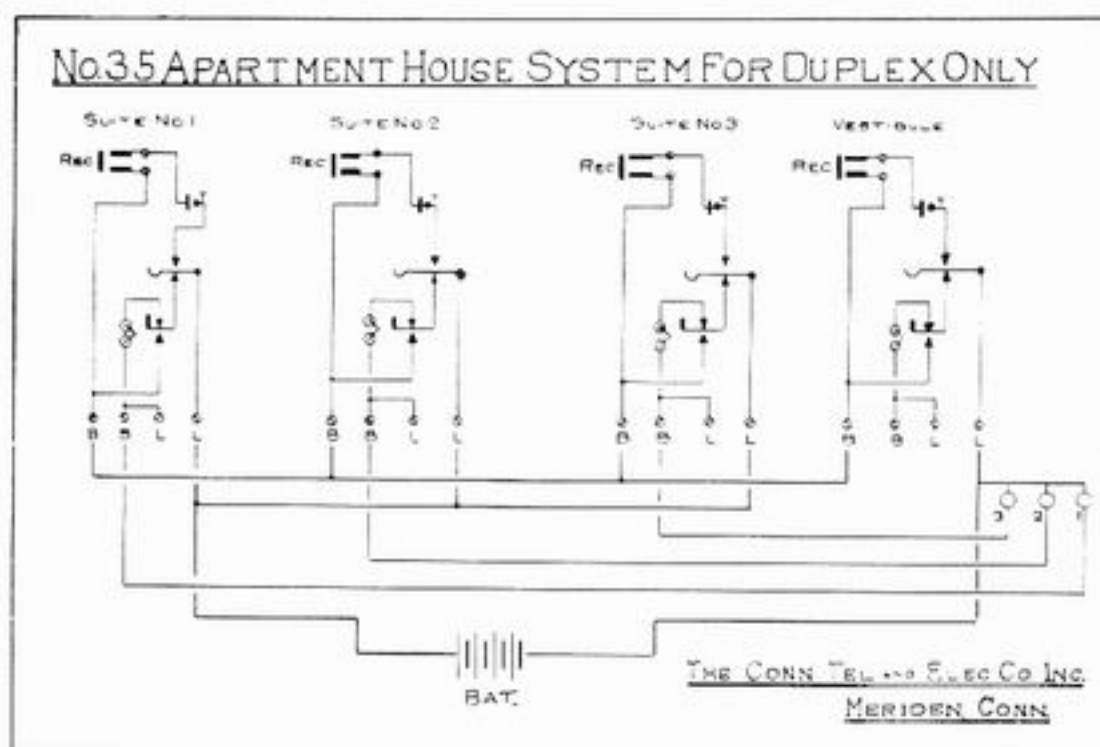 No.35 APARTMENT HOUSE SYSTEM FOR DUPLEX ONLY
SUITE No.1 SUITE No.2 SUITE No.3 VESTIBULE
REC REC REC REC
B B L L B B L L B B L L B B L L
3 2 1
BAT.
THE CONN TEL AND ELEC CO INC.
MERIDEN, CONN